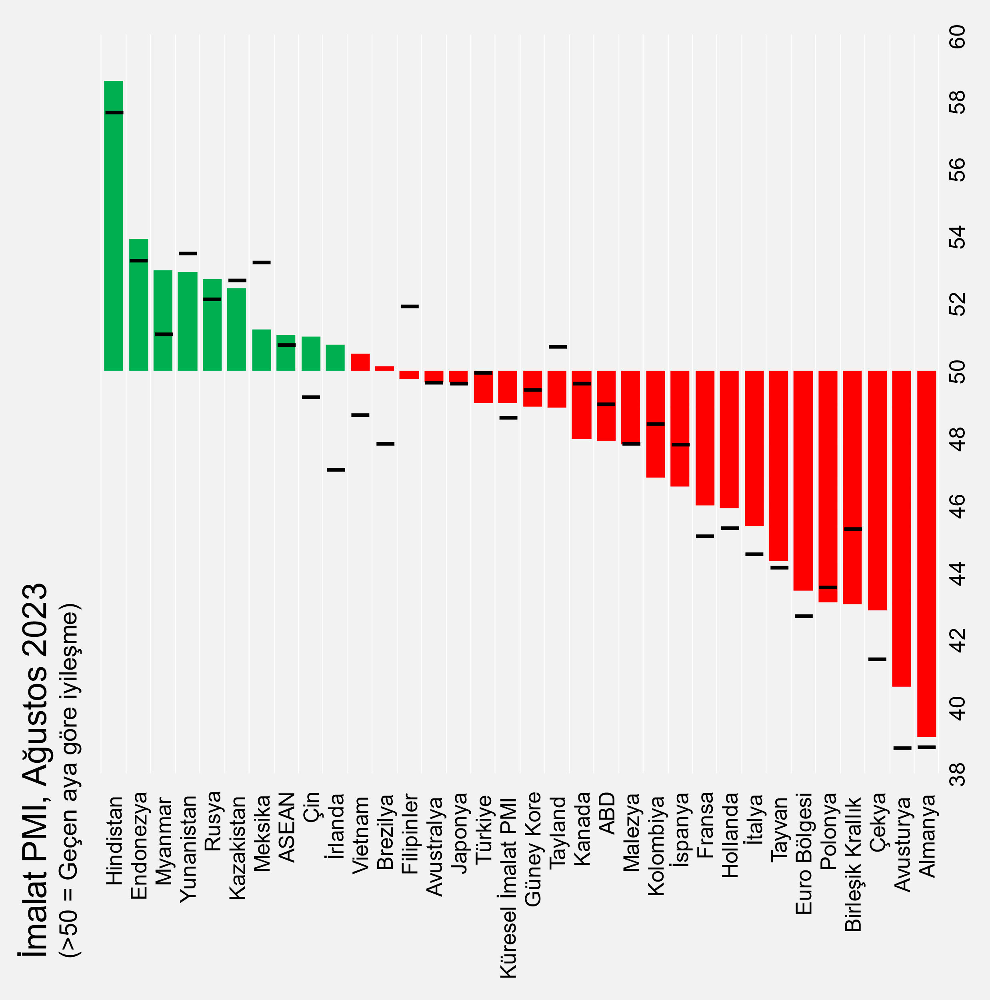 İmalat PMI, Ağustos 2023
(>50 = Geçen aya göre iyileşme)
Hindistan
Endonezya
Myanmar
Yunanistan
Rusya
Kazakistan
Meksika
ASEAN
Çin
İrlanda
Vietnam
Brezilya
Filipinler
Avustralya
Japonya
Türkiye
Küresel İmalat PMI
Güney Kore
Tayland
Kanada
ABD
Malezya
Kolombiya
İspanya
Fransa
Hollanda
İtalya
Tayvan
Euro Bölgesi
Polonya
Birleşik Krallık
Çekya
Avusturya
Almanya
38 40 42 44 46 48 50 52 54 56 58 60